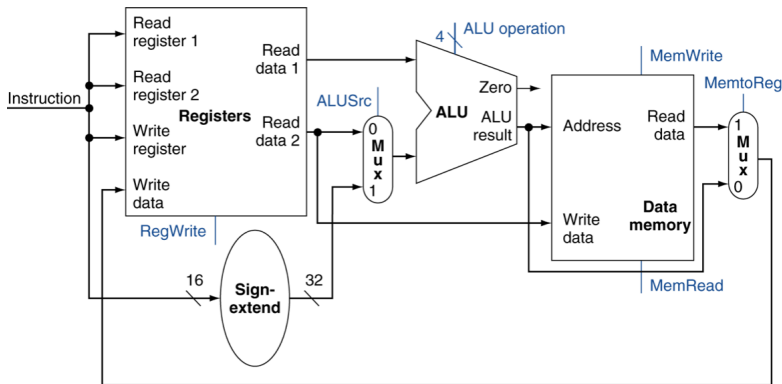 Instruction
Read
register 1
Read
register 2
Write
register
Write
data
Registers
Read
data 1
Read
data 2
RegWrite
16
Sign-
extend
32
ALUSrc
0
M
u
x
1
4
ALU operation
ALU
Zero
ALU
result
MemWrite
Address
Read
data
Write
data
Data
memory
MemRead
MemtoReg
1
M
u
x
0